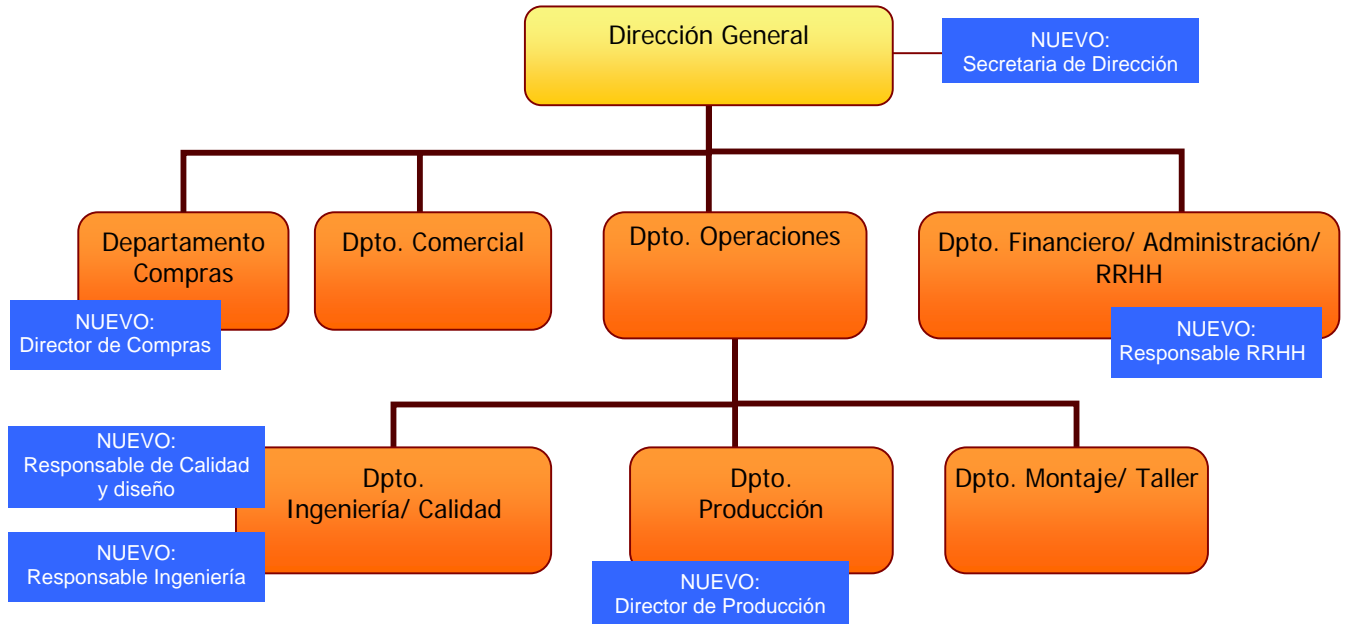 Dirección General
NUEVO:
Secretaria de Dirección
Departamento
Compras
NUEVO:
Director de Compras
Dpto. Comercial
Dpto. Operaciones
Dpto. Financiero/ Administración/
RRHH
NUEVO:
Responsable RRHH
NUEVO:
Responsable de Calidad
y diseño
NUEVO:
Responsable Ingeniería
Dpto.
Ingeniería/ Calidad
Dpto.
Producción
NUEVO:
Director de Producción
Dpto. Montaje/ Taller